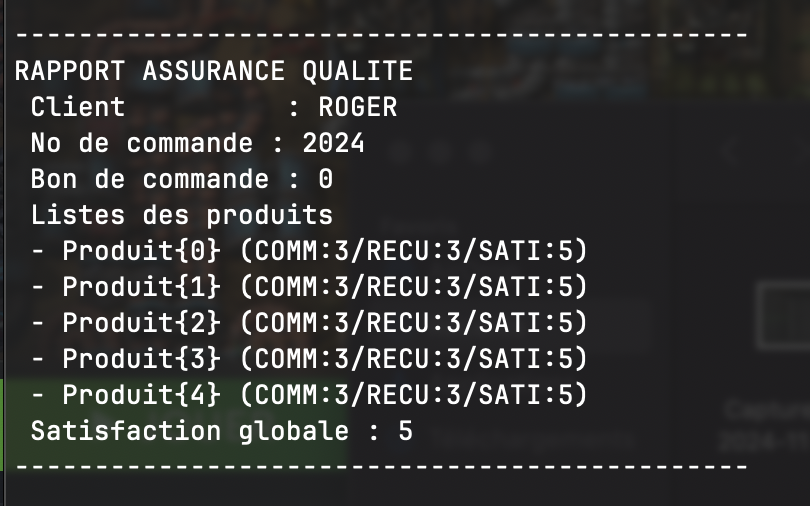 -----------------------------------------------
RAPPORT ASSURANCE QUALITE
Client          : ROGER
No de commande : 2024
Bon de commande : 0
Listes des produits
- Produit{0} (COMM:3/RECU:3/SATI:5)
- Produit{1} (COMM:3/RECU:3/SATI:5)
- Produit{2} (COMM:3/RECU:3/SATI:5)
- Produit{3} (COMM:3/RECU:3/SATI:5)
- Produit{4} (COMM:3/RECU:3/SATI:5)
Satisfaction globale : 5
-----------------------------------------------